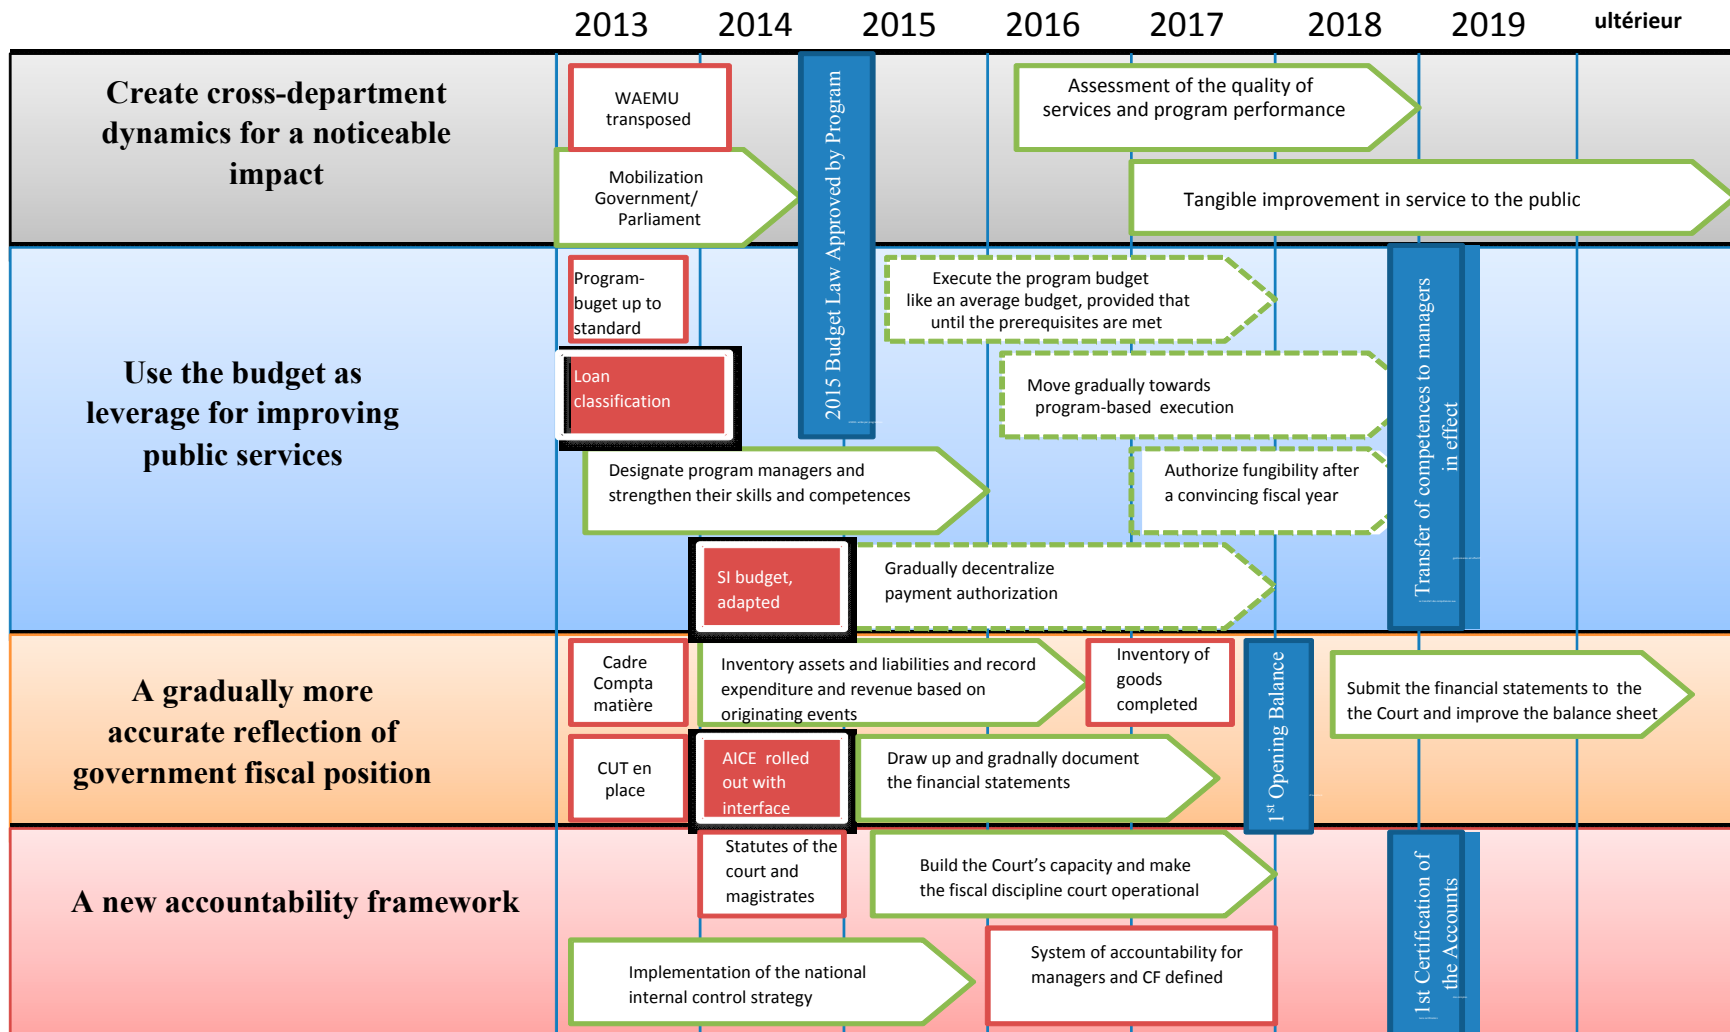 2013 2014 2015 2016 2017 2018 2019 ultérieur
Create cross-department
dynamics for a noticeable
impact
WAEMU
transposed
Mobilization
Government/
Parliament
2015 Budget Law Approved by Program
Assessment of the quality of
services and program performance
Tangible improvement in service to the public
Use the budget as
leverage for improving
public services
Program-
buget up to
standard
Loan
classification
Designate program managers and
strengthen their skills and competences
SI budget,
adapted
Execute the program budget
like an average budget, provided that
until the prerequisites are met
Move gradually towards
program-based execution
Authorize fungibility after
a convincing fiscal year
Gradually decentralize
payment authorization
Transfer of competences to managers
in effect
A gradually more
accurate reflection of
government fiscal position
Cadre
Compta
matière
Inventory assets and liabilities and record
expenditure and revenue based on
originating events
Inventory of
goods
completed
CUT en
place
AICE rolled
out with
interface
Draw up and gradnally document
the financial statements
1st Opening Balance
Submit the financial statements to the
the Court and improve the balance sheet
A new accountability framework
Statutes of the
court and
magistrates
Build the Court's capacity and make
the fiscal discipline court operational
Implementation of the national
internal control strategy
System of accountability for
managers and CF defined
1st Certification of
the Accounts